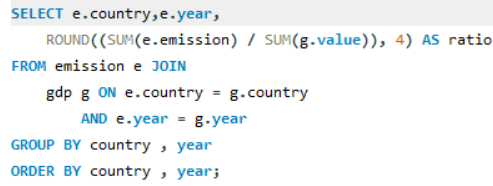 SELECT e.country,e.year,
ROUND((SUM(e.emission) / SUM(g.value)), 4) AS ratio
FROM emission e JOIN
gdp g ON e.country = g.country
AND e.year = g.year
GROUP BY country , year
ORDER BY country , year;